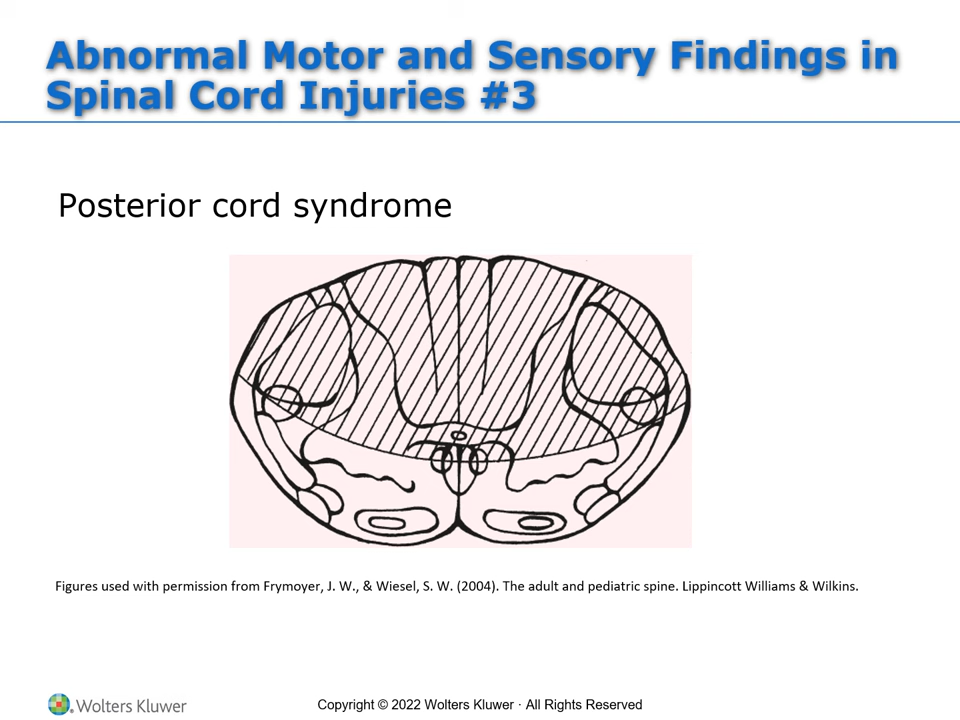 Abnormal Motor and Sensory Findings in
Spinal Cord Injuries #3
Posterior cord syndrome
Figures used with permission from Frymoyer, J. W., & Wiesel, S. W. (2004). The adult and pediatric spine. Lippincott Williams & Wilkins.
Wolters Kluwer
Copyright © 2022 Wolters Kluwer · All Rights Reserved